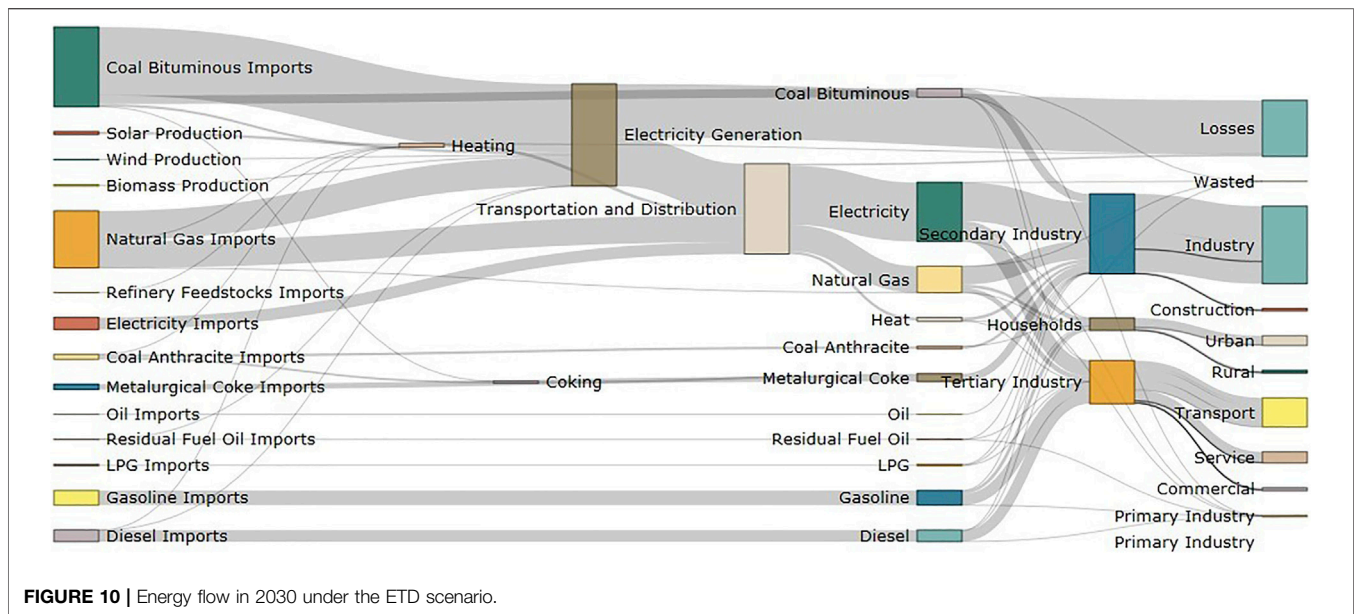 Coal Bituminous Imports
Solar Production
Wind Production
Biomass Production
Natural Gas Imports
Refinery Feedstocks Imports
Electricity Imports
Coal Anthracite Imports
Metalurgical Coke Imports
Oil Imports
Residual Fuel Oil Imports
LPG Imports
Gasoline Imports
Diesel Imports
Heating
Coking
Electricity Generation
Transportation and Distribution
Coal Bituminous
Electricity
Natural Gas
Heat
Coal Anthracite
Metalurgical Coke
Oil
Residual Fuel Oil
LPG
Gasoline
Diesel
Secondary Industry
Households
Tertiary Industry
Losses
Wasted
Industry
Construction
Urban
Rural
Transport
Service
Commercial
Primary Industry
Primary Industry
FIGURE 10 | Energy flow in 2030 under the ETD scenario.